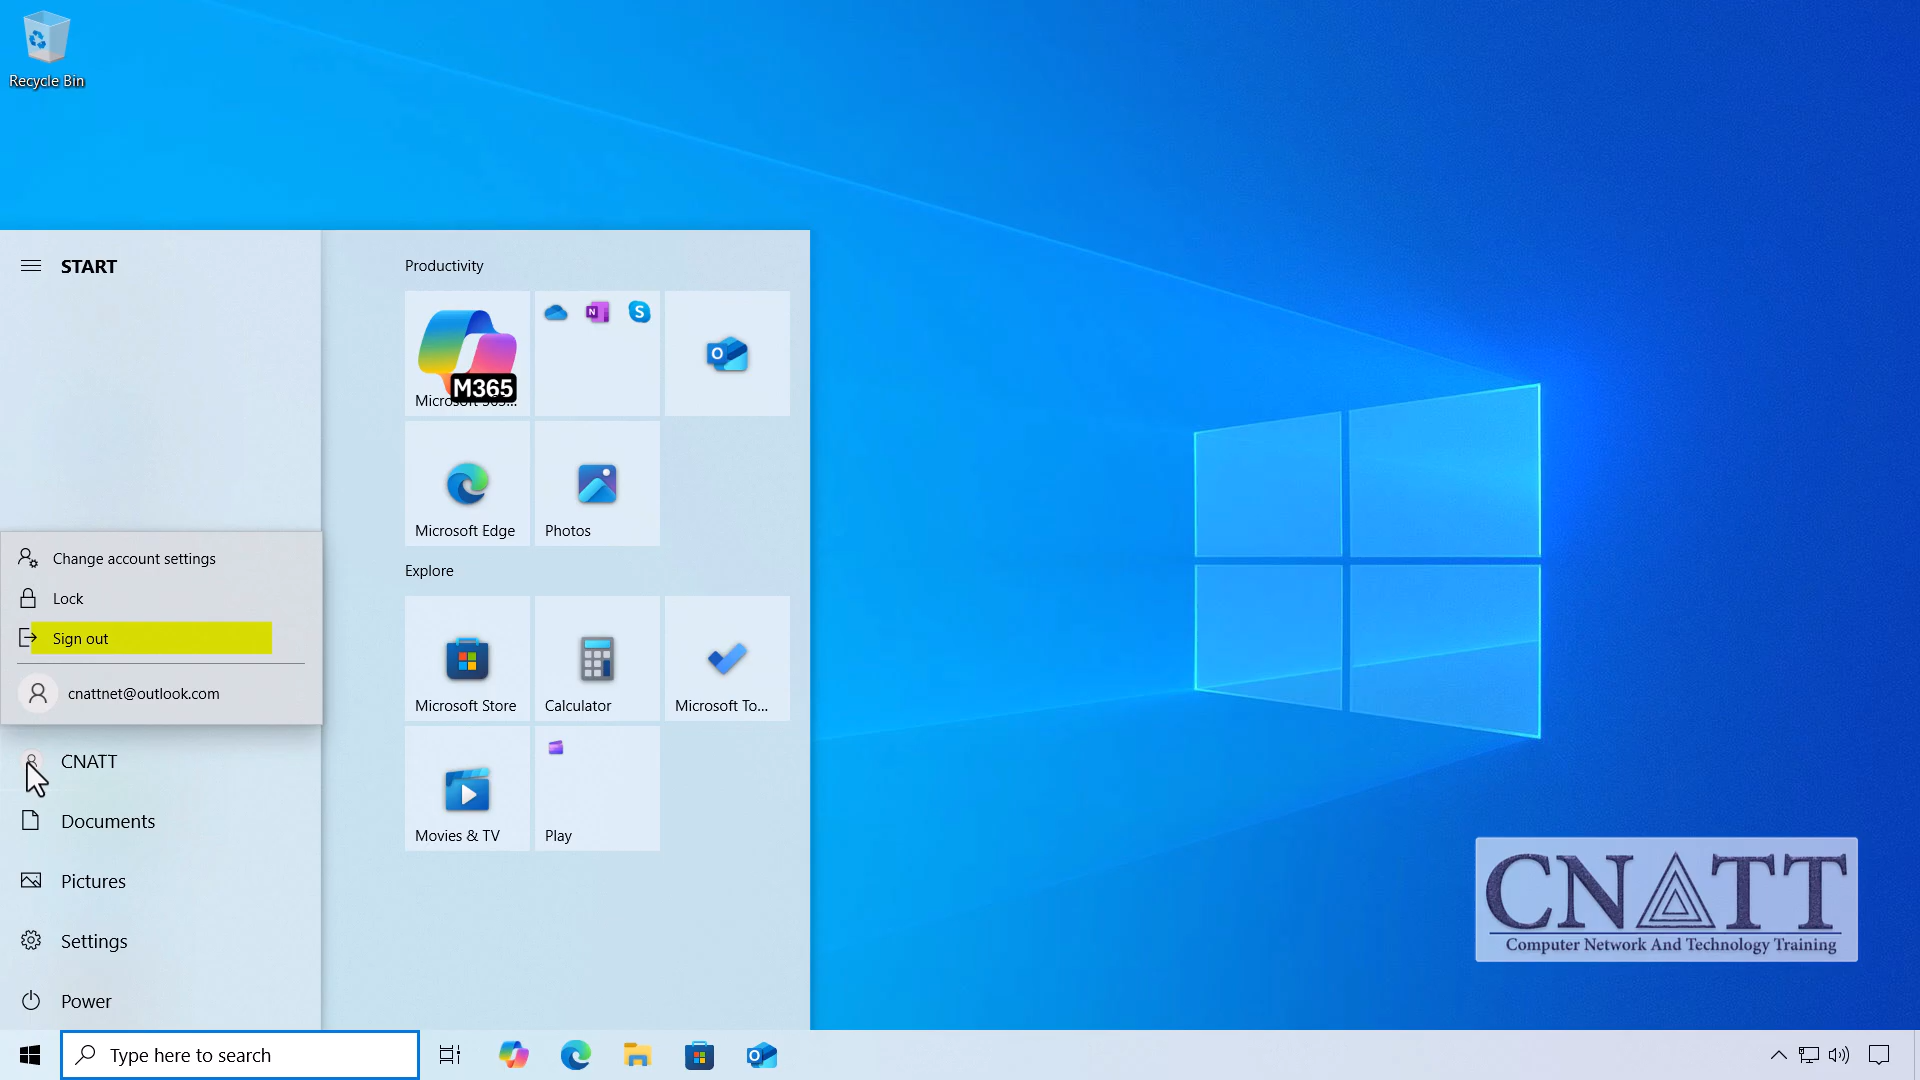 Recycle Bin
START
Productivity
M365
Microsoft 365...
N
S
O
Microsoft Edge
Photos
Explore
Change account settings
Lock
Sign out
cnattnet@outlook.com
Microsoft Store
Calculator
Microsoft To...
CNATT
Documents
Movies & TV
Play
Pictures
Settings
Power
CNATT
Computer Network And Technology Training
Type here to search
O